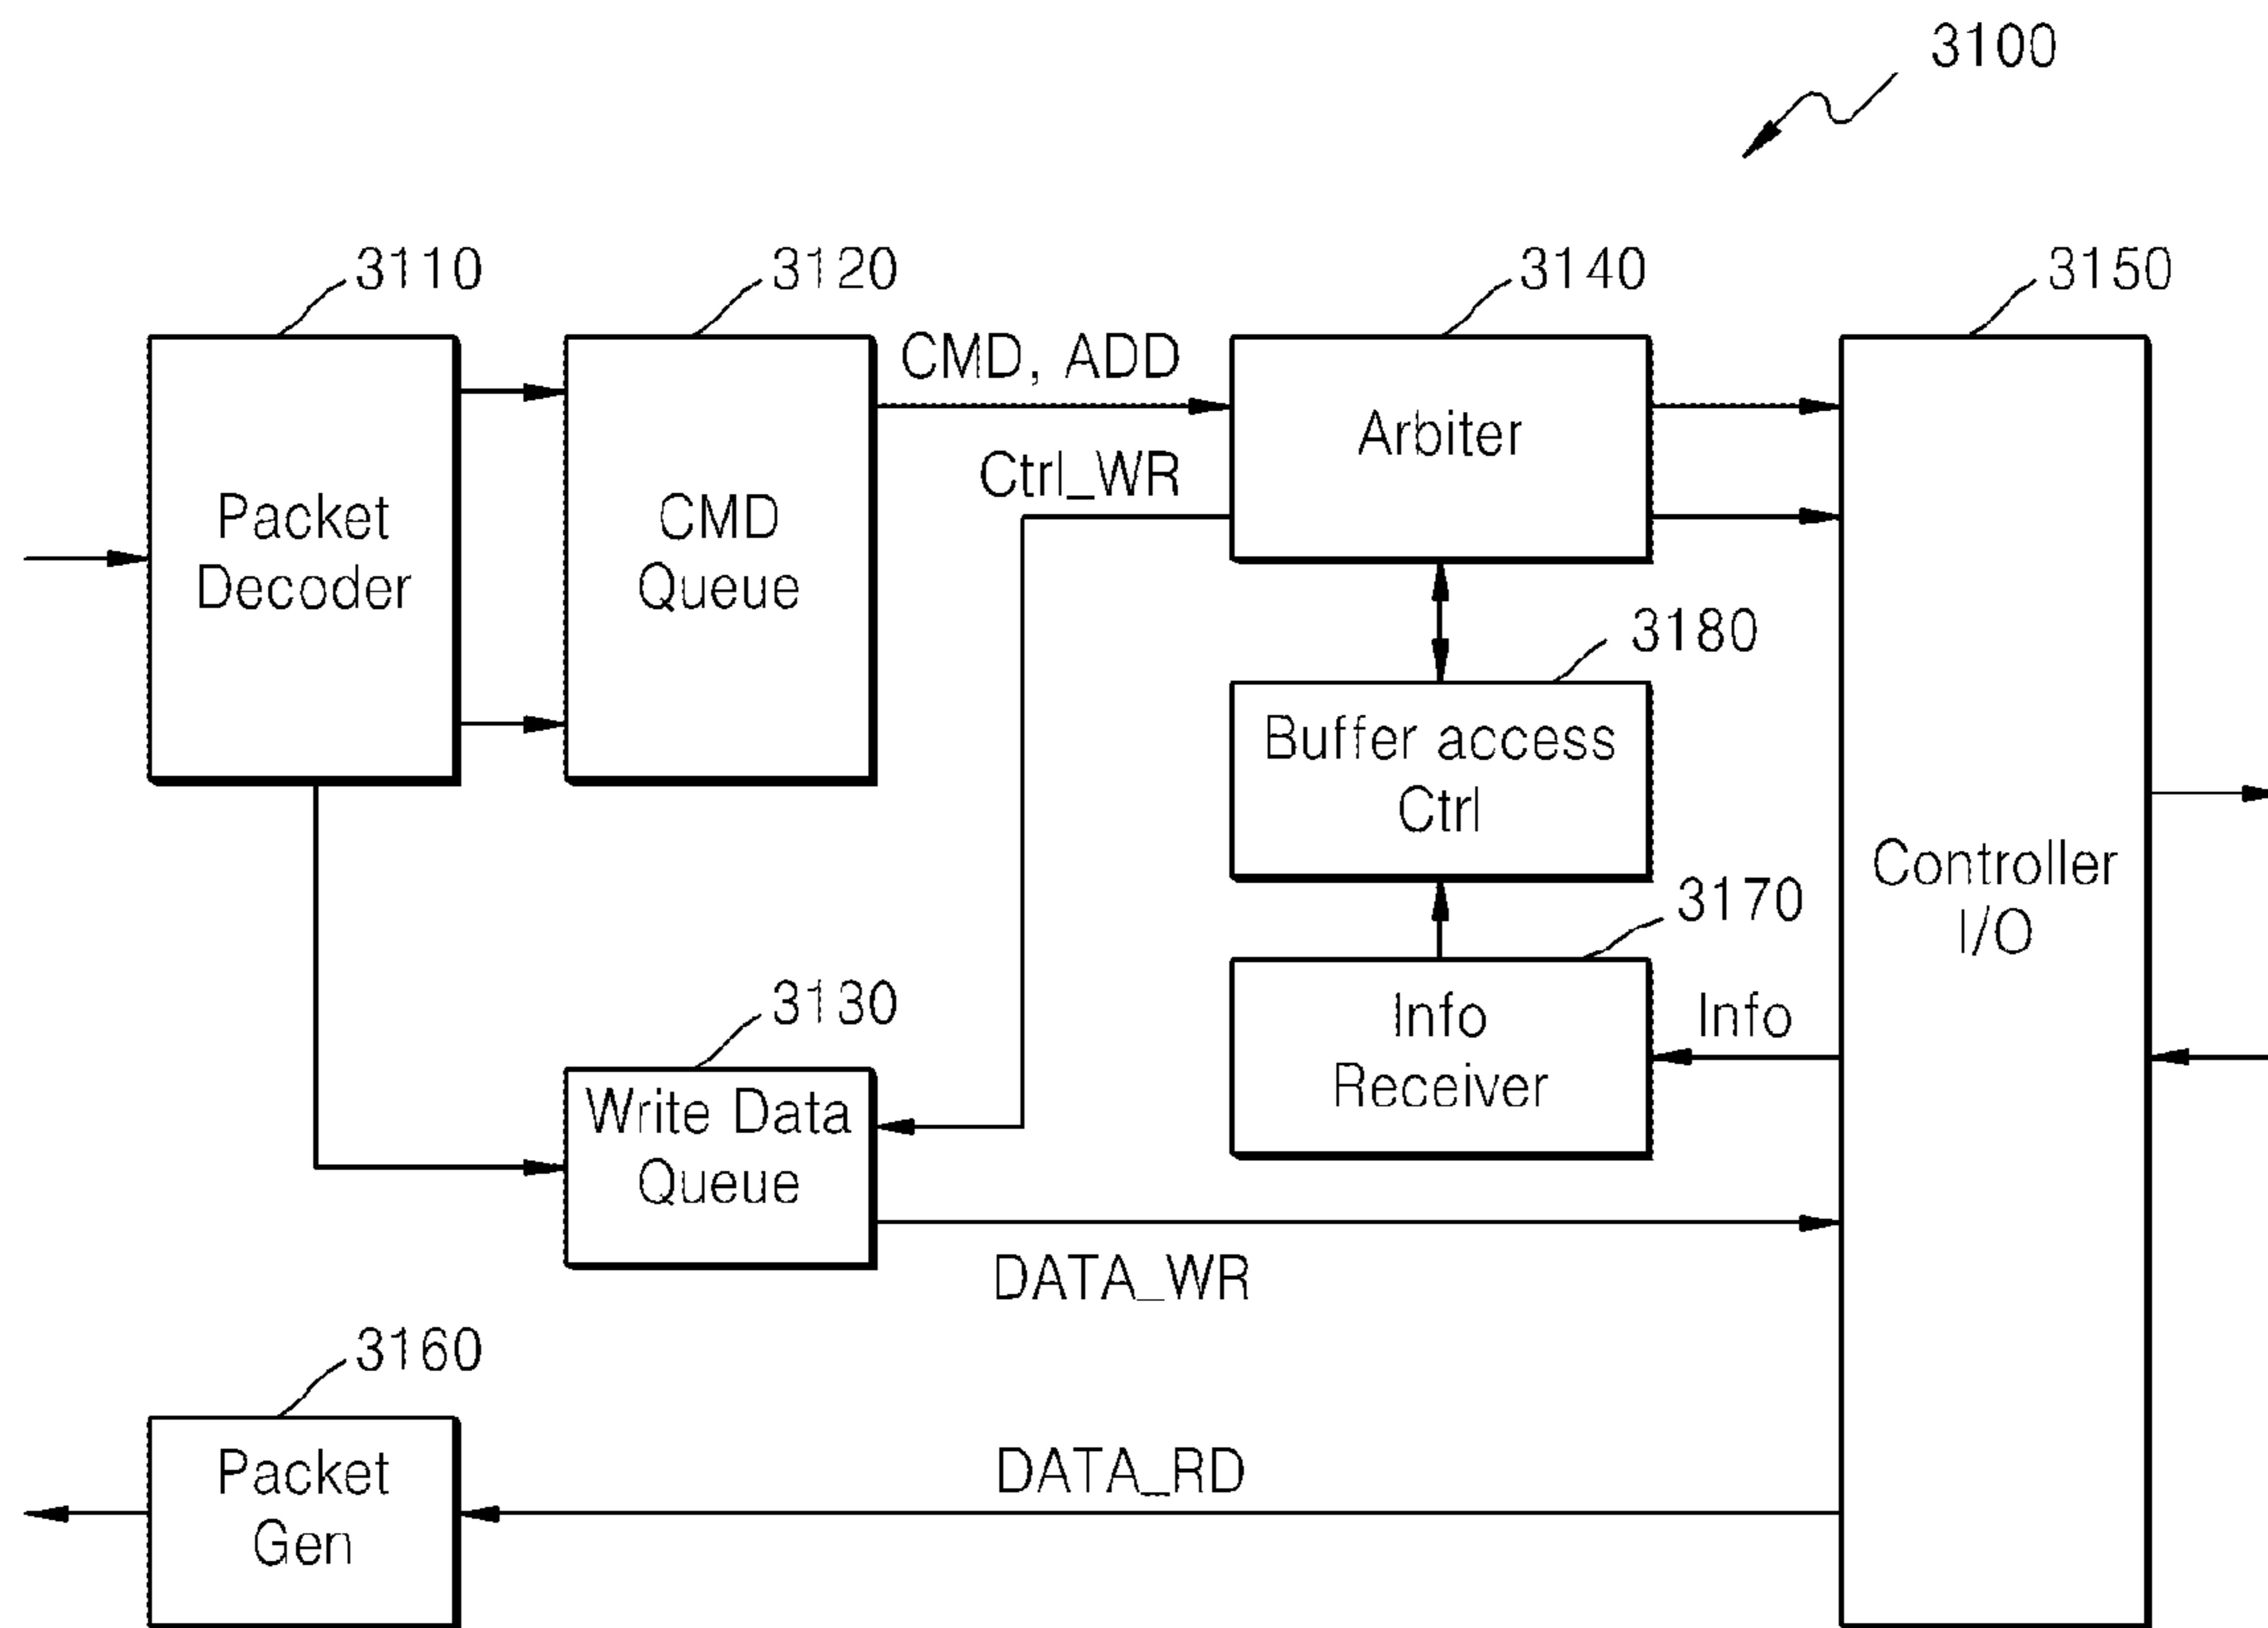 3100
3110
3120
3140
3150
CMD, ADD
Ctrl_WR
Packet
Decoder
CMD
Queue
Arbiter
3180
Buffer access
Ctrl
Controller
I/O
3170
3130
Info
Receiver
Info
Write Data
Queue
DATA_WR
3160
Packet
Gen
DATA_RD